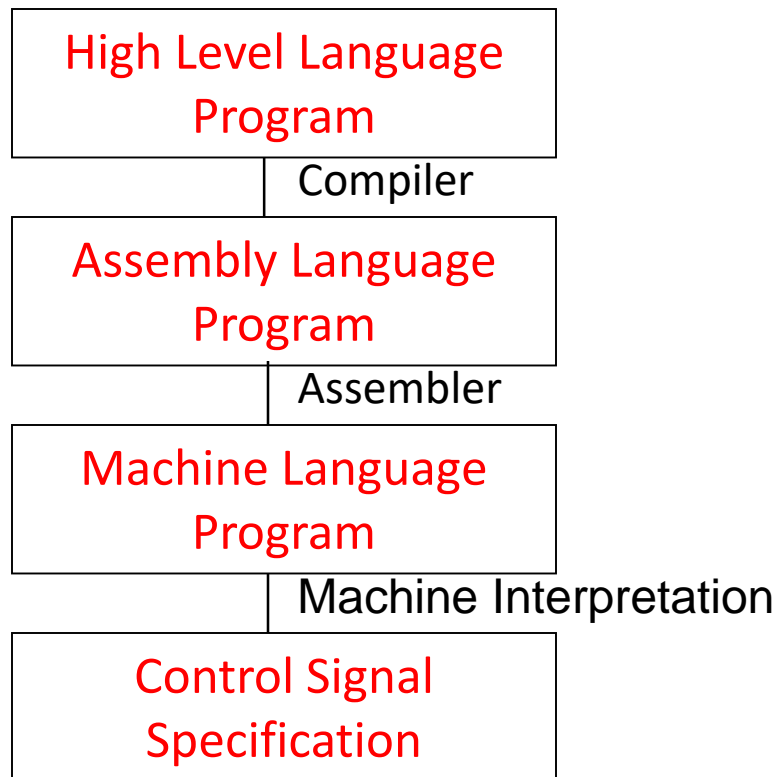 High Level Language
Program
Compiler
Assembly Language
Program
Assembler
Machine Language
Program
Machine Interpretation
Control Signal
Specification